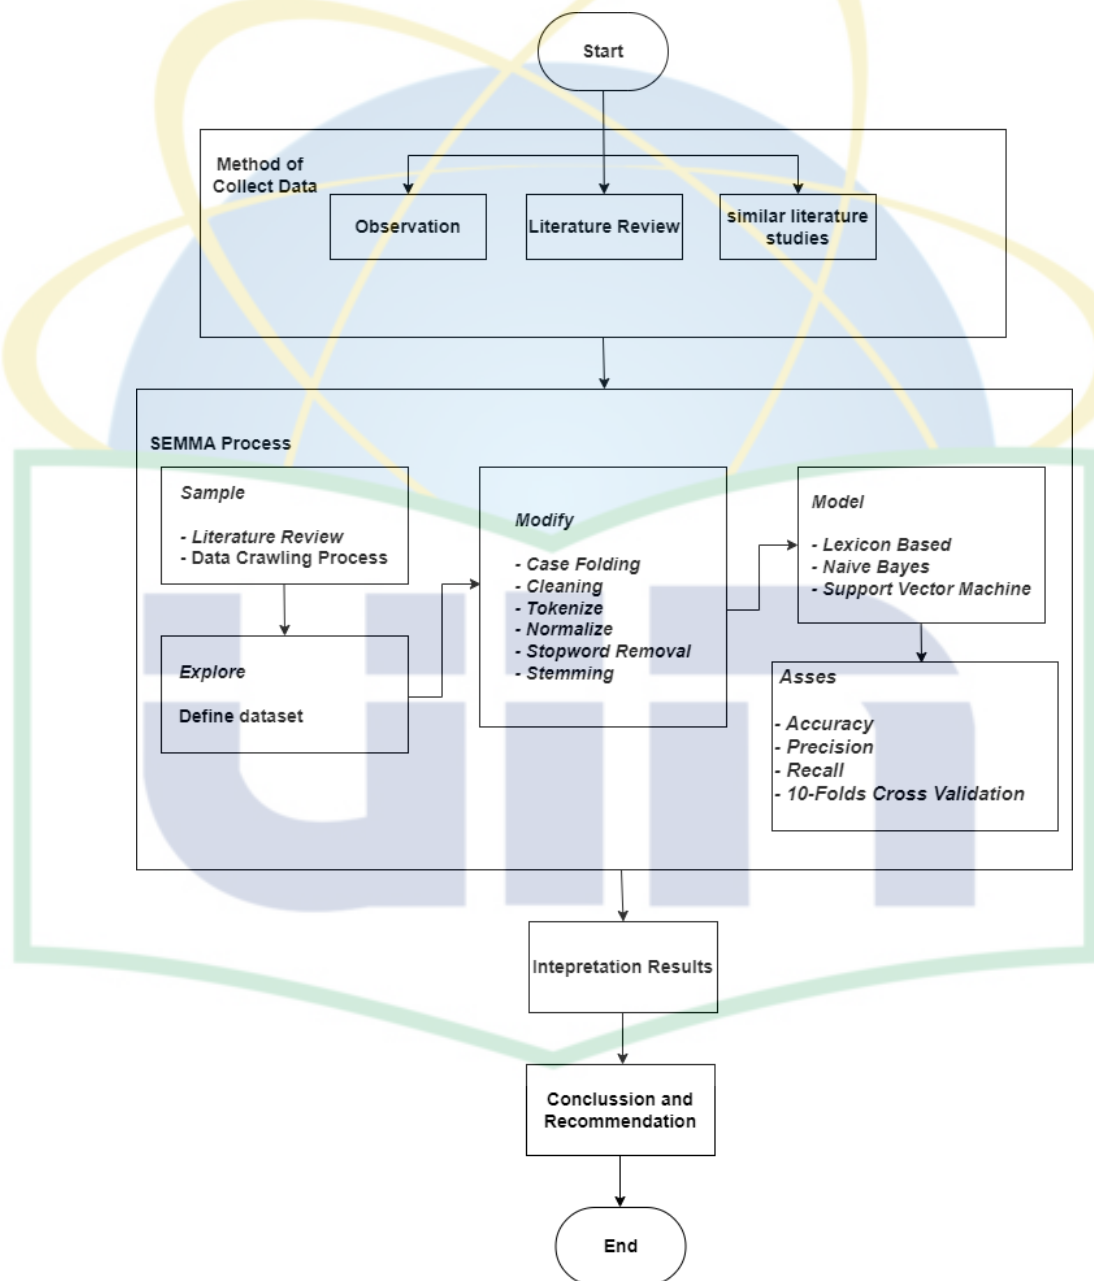 Start
Method of
Collect Data
Observation
Literature Review
similar literature
studies
SEMMA Process
Sample
- Literature Review
- Data Crawling Process
Explore
Define dataset
Modify
- Case Folding
- Cleaning
- Tokenize
- Normalize
- Stopword Removal
- Stemming
Model
- Lexicon Based
- Naive Bayes
- Support Vector Machine
Asses
- Accuracy
- Precision
- Recall
- 10-Folds Cross Validation
Intepretation Results
Conclussion and
Recommendation
End
uin